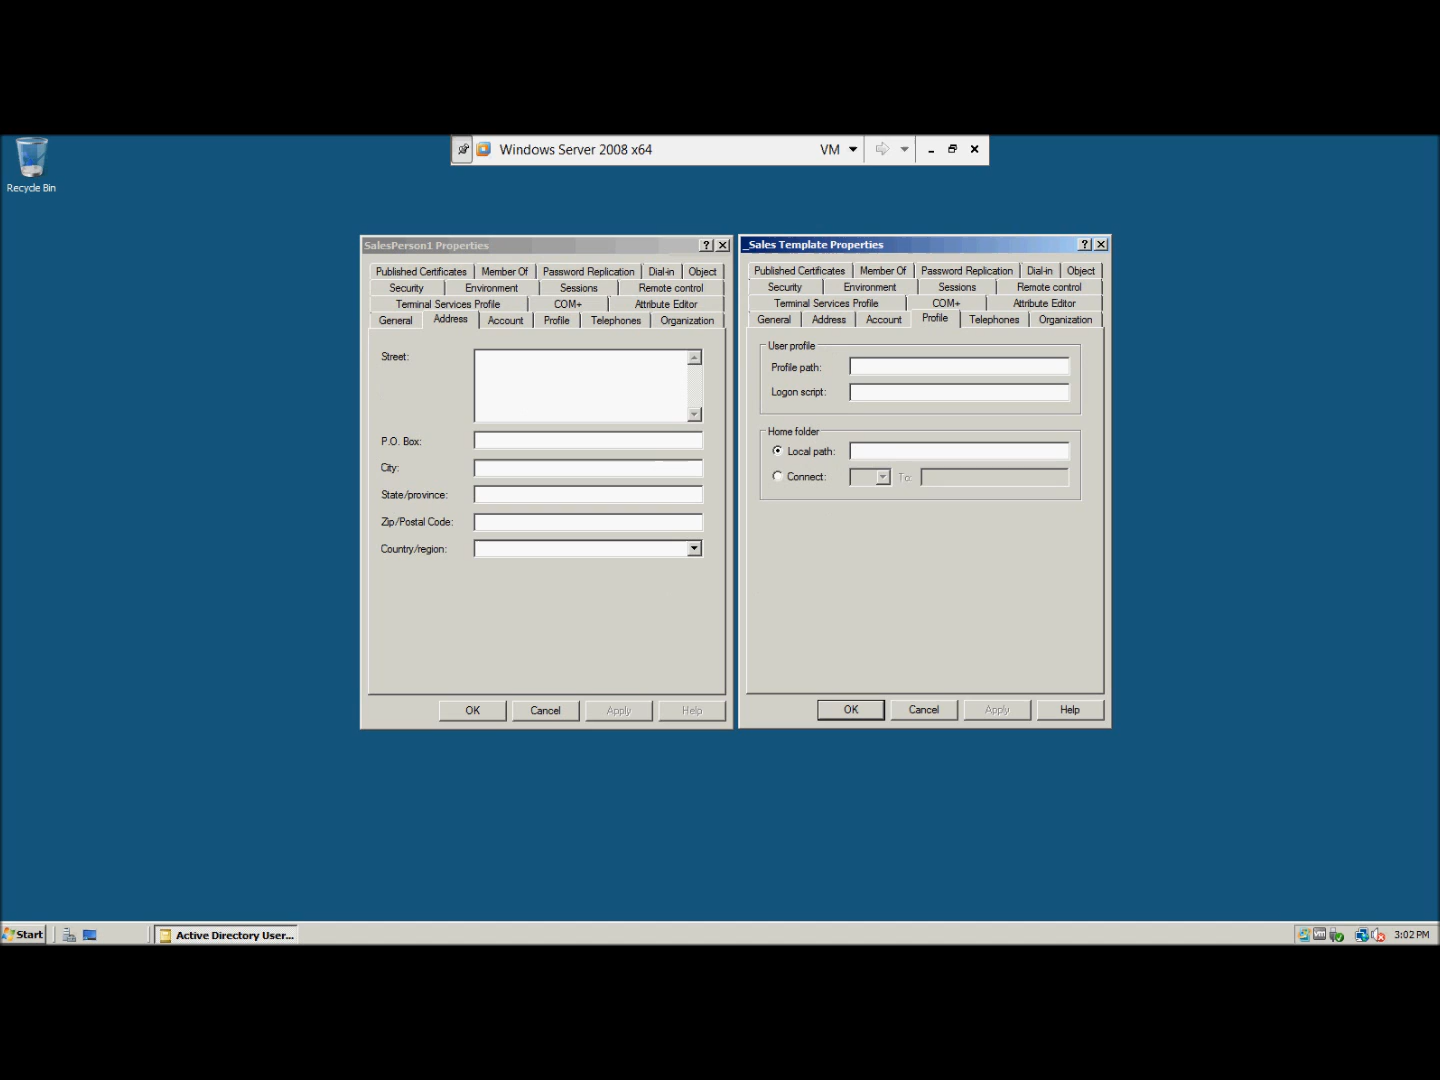 Windows Server 2008 x64
VM
Recycle Bin
SalesPerson1 Properties
Published Certificates
Member Of
Password Replication
Dial-in
Object
Security
Environment
Sessions
Remote control
Terminal Services Profile
COM+
Attribute Editor
General
Address
Account
Profile
Telephones
Organization
Street:
P.O. Box:
City:
State/province:
Zip/Postal Code:
Country/region:
OK
Cancel
Apply
Help
_Sales Template Properties
Published Certificates
Member Of
Password Replication
Dial-in
Object
Security
Environment
Sessions
Remote control
Terminal Services Profile
COM+
Attribute Editor
General
Address
Account
Profile
Telephones
Organization
User profile
Profile path:
Logon script:
Home folder
Local path:
Connect:
To:
OK
Cancel
Apply
Help
Start
Active Directory User...
3:02 PM